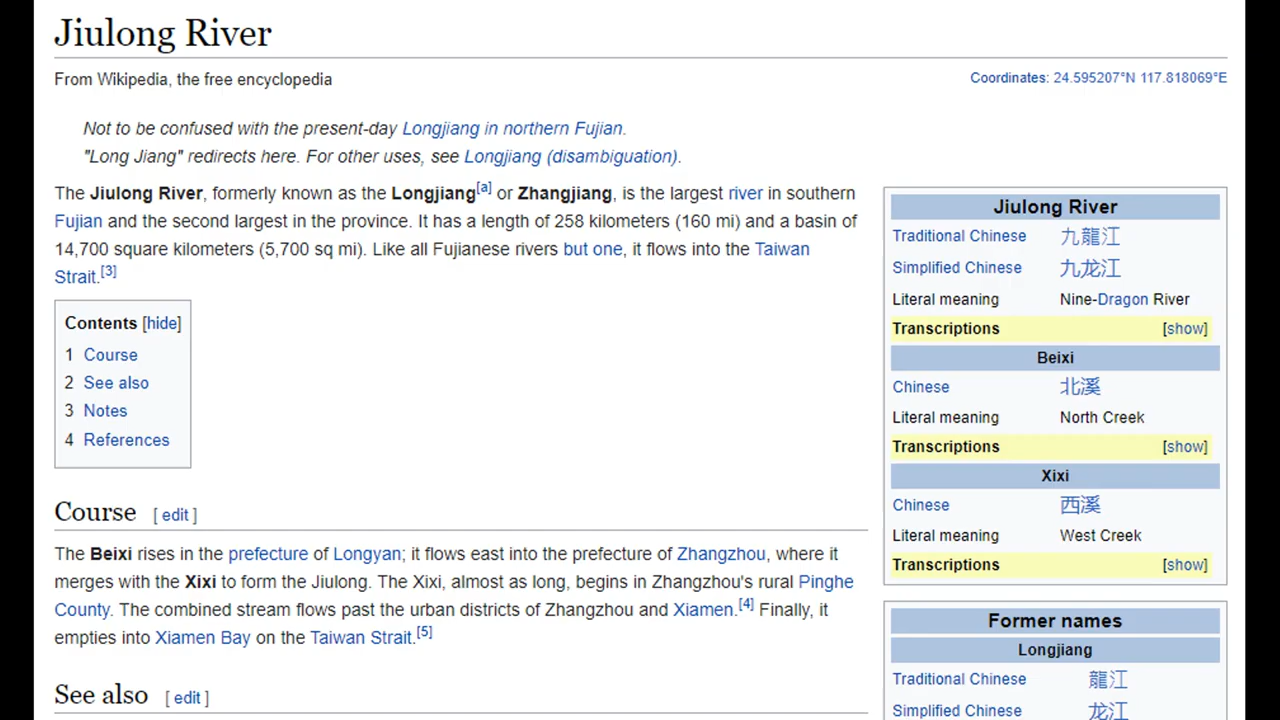 Jiulong River
From Wikipedia, the free encyclopedia
Coordinates: 24.595207°N 117.818069°E
Not to be confused with the present-day Longjiang in northern Fujian.
"Long Jiang" redirects here. For other uses, see Longjiang (disambiguation).
The Jiulong River, formerly known as the Longjiang[a] or Zhangjiang, is the largest river in southern
Fujian and the second largest in the province. It has a length of 258 kilometers (160 mi) and a basin of
14,700 square kilometers (5,700 sq mi). Like all Fujianese rivers but one, it flows into the Taiwan
Strait.[3]
Contents [hide]
1 Course
2 See also
3 Notes
4 References
Course [ edit ]
The Beixi rises in the prefecture of Longyan; it flows east into the prefecture of Zhangzhou, where it
merges with the Xixi to form the Jiulong. The Xixi, almost as long, begins in Zhangzhou's rural Pinghe
County. The combined stream flows past the urban districts of Zhangzhou and Xiamen.[4] Finally, it
empties into Xiamen Bay on the Taiwan Strait.[5]
See also [ edit ]
Jiulong River
Traditional Chinese 九龍江
Simplified Chinese 九龙江
Literal meaning Nine-Dragon River
Transcriptions [show]
Beixi
Chinese 北溪
Literal meaning North Creek
Transcriptions [show]
Xixi
Chinese 西溪
Literal meaning West Creek
Transcriptions [show]
Former names
Longjiang
Traditional Chinese 龍江
Simplified Chinese 龙江